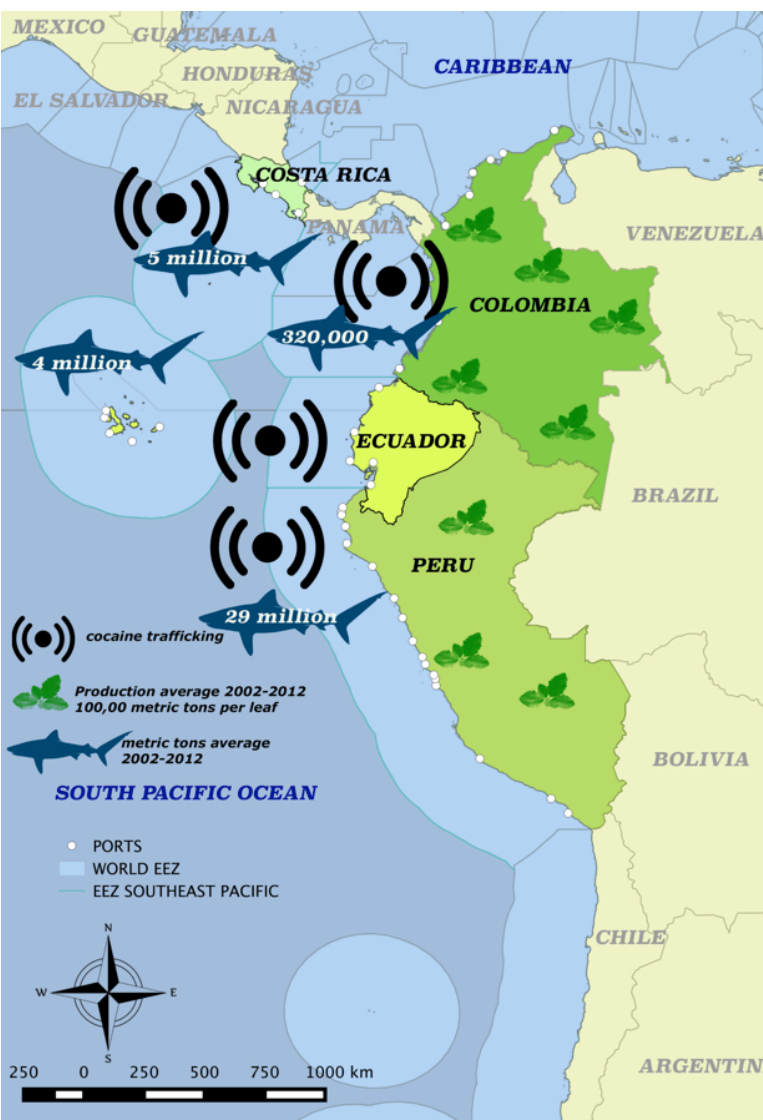 MEXICO
GUATEMALA
CARIBBEAN
HONDURAS
EL SALVADOR
NICARAGUA
COSTA RICA
PANAMA
VENEZUELA
5 million
COLOMBIA
320,000
4 million
ECUADOR
BRAZIL
PERU
29 million
cocaine trafficking
Production average 2002-2012
100,00 metric tons per leaf
metric tons average
2002-2012
BOLIVIA
SOUTH PACIFIC OCEAN
PORTS
WORLD EEZ
EEZ SOUTHEAST PACIFIC
N
W
E
S
CHILE
ARGENTIN
250 0 250 500 750 1000 km